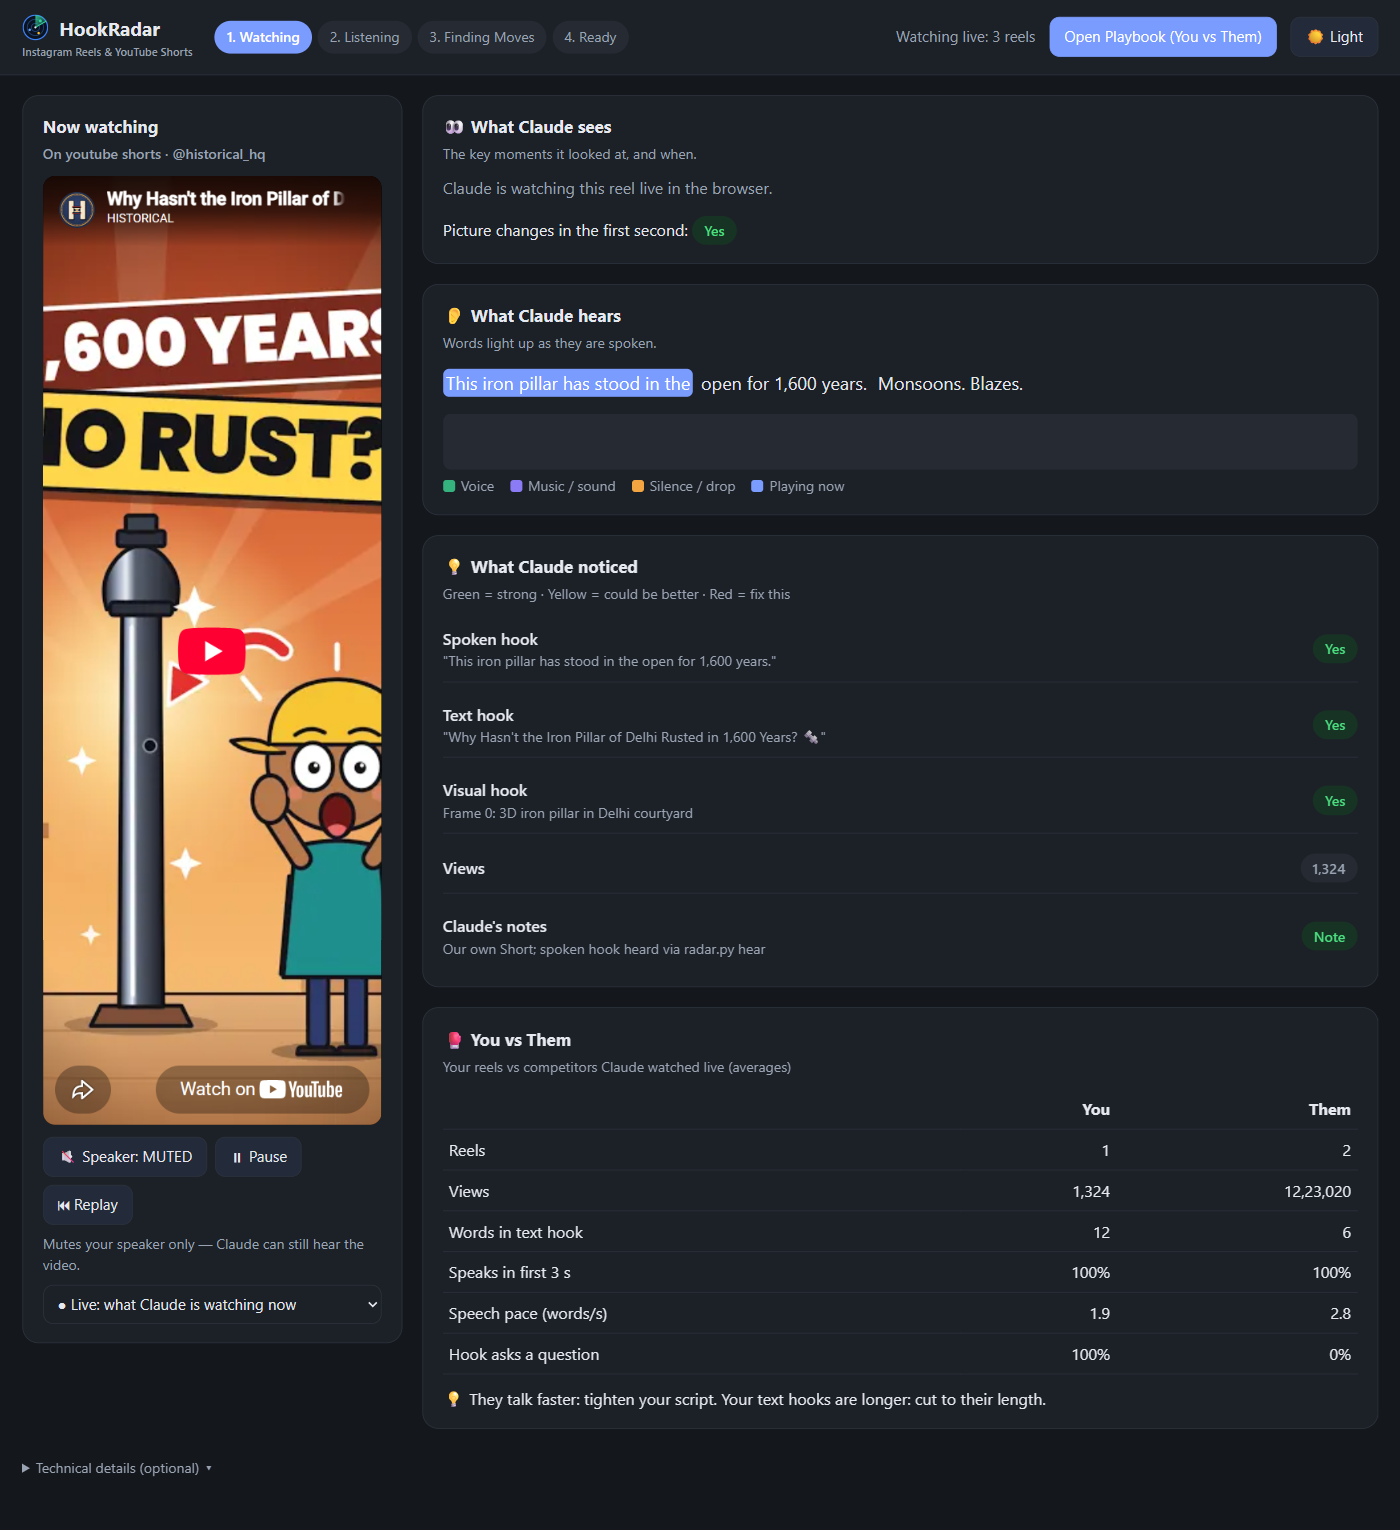 HookRadar
Instagram Reels & YouTube Shorts
1. Watching
2. Listening
3. Finding Moves
4. Ready
Watching live: 3 reels
Open Playbook (You vs Them)
Light
Now watching
On youtube shorts · @historical_hq
Why Hasn't the Iron Pillar of D
HISTORICAL
,600 YEARS
NO RUST?
Watch on YouTube
Speaker: MUTED
Pause
Replay
Mutes your speaker only — Claude can still hear the
video.
● Live: what Claude is watching now
What Claude sees
The key moments it looked at, and when.
Claude is watching this reel live in the browser.
Picture changes in the first second: Yes
What Claude hears
Words light up as they are spoken.
This iron pillar has stood in the open for 1,600 years. Monsoons. Blazes.
Voice
Music / sound
Silence / drop
Playing now
What Claude noticed
Green = strong · Yellow = could be better · Red = fix this
Spoken hook
"This iron pillar has stood in the open for 1,600 years."
Yes
Text hook
"Why Hasn't the Iron Pillar of Delhi Rusted in 1,600 Years? 🔩"
Yes
Visual hook
Frame 0: 3D iron pillar in Delhi courtyard
Yes
Views
1,324
Claude's notes
Our own Short; spoken hook heard via radar.py hear
Note
You vs Them
Your reels vs competitors Claude watched live (averages)
You Them
Reels 1 2
Views 1,324 12,23,020
Words in text hook 12 6
Speaks in first 3 s 100% 100%
Speech pace (words/s) 1.9 2.8
Hook asks a question 100% 0%
They talk faster: tighten your script. Your text hooks are longer: cut to their length.
Technical details (optional)